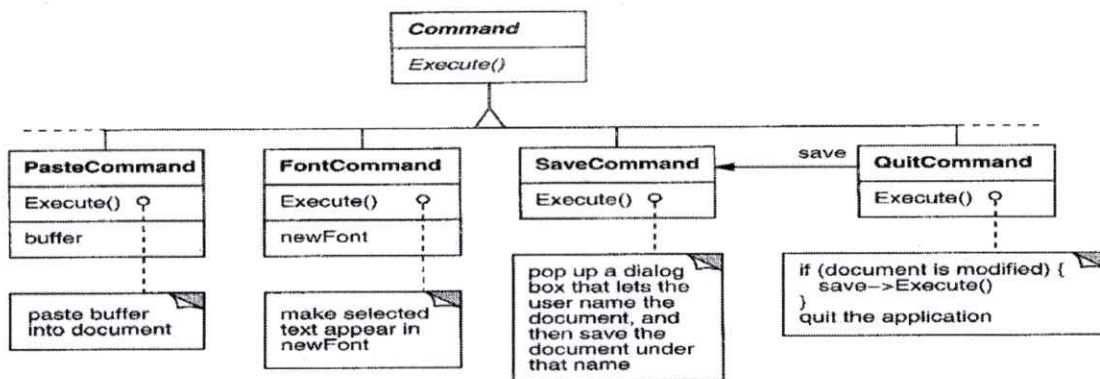 Command
Execute()
PasteCommand
Execute()
buffer
paste buffer
into document
FontCommand
Execute()
newFont
make selected
text appear in
newFont
SaveCommand
Execute()
pop up a dialog
box that lets the
user name the
document, and
then save the
document under
that name
save
QuitCommand
Execute()
if (document is modified) {
save->Execute()
}
quit the application